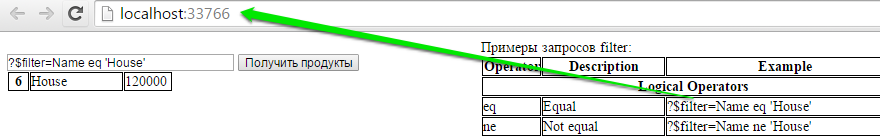 localhost:33766
?$filter=Name eq 'House' Получить продукты
6 House 120000
Примеры запросов filter:
Operator Description Example
Logical Operators
eq Equal ?$filter=Name eq 'House'
ne Not equal ?$filter=Name ne 'House'